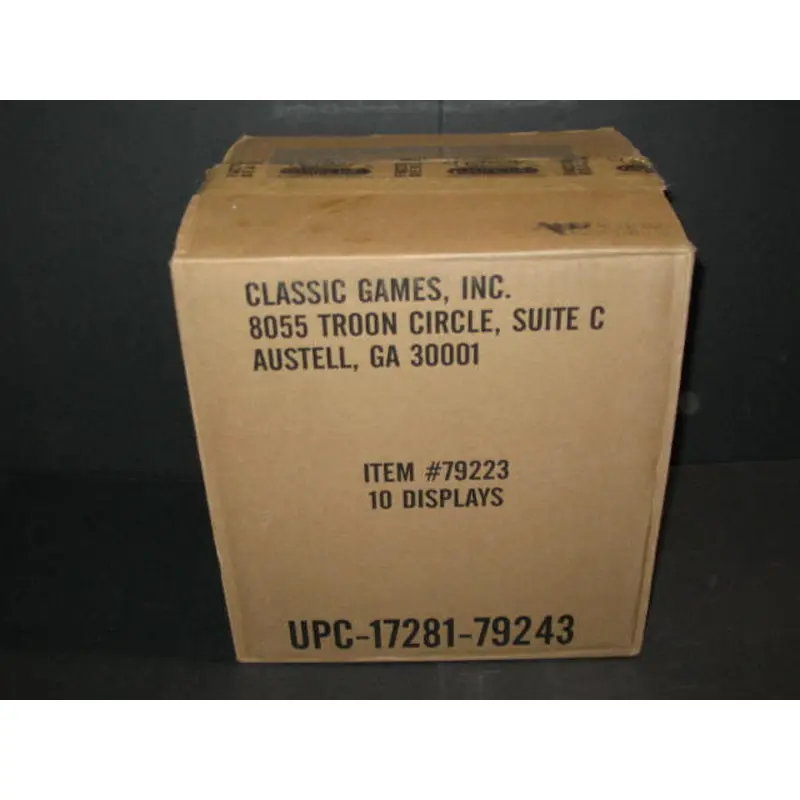 CLASSIC GAMES, INC.
8055 TROON CIRCLE, SUITE C
AUSTELL, GA 30001
ITEM #79223
10 DISPLAYS
UPC-17281-79243